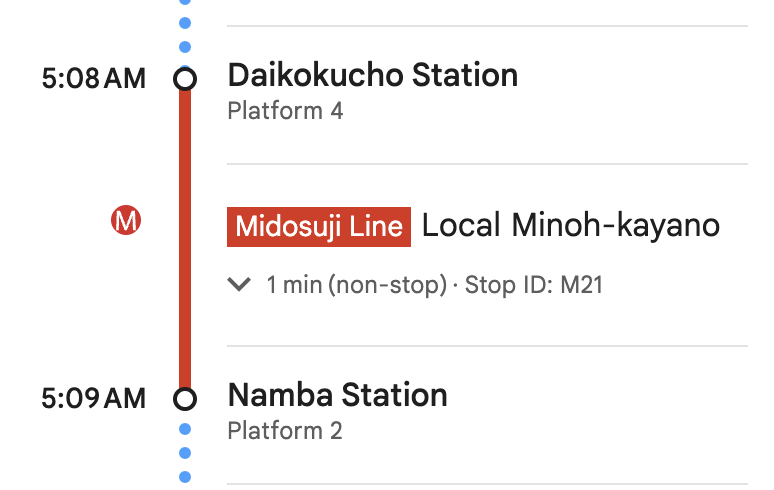 5:08 AM Daikokucho Station
Platform 4
M Midosuji Line Local Minoh-kayano
1 min (non-stop) · Stop ID: M21
5:09 AM Namba Station
Platform 2